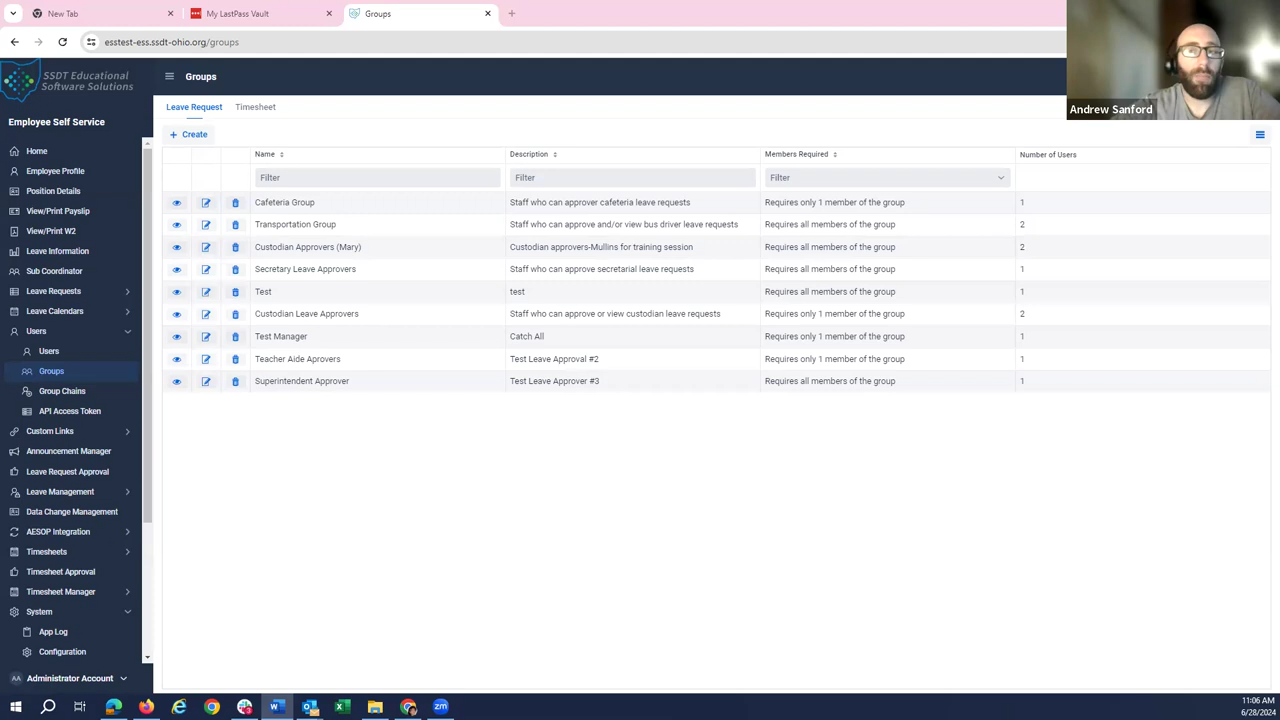 New Tab
My LastPass Vault
Groups
esstest-ess.ssdt-ohio.org/groups
Andrew Sanford
SSDT Educational
Software Solutions
Employee Self Service
Home
Employee Profile
Position Details
View/Print Payslip
View/Print W2
Leave Information
Sub Coordinator
Leave Requests
Leave Calendars
Users
Users
Groups
Group Chains
API Access Token
Custom Links
Announcement Manager
Leave Request Approval
Leave Management
Data Change Management
AESOP Integration
Timesheets
Timesheet Approval
Timesheet Manager
System
App Log
Configuration
AA Administrator Account
Groups
Leave Request Timesheet
+ Create
Name Description Members Required Number of Users
Filter Filter Filter
Cafeteria Group Staff who can approver cafeteria leave requests Requires only 1 member of the group 1
Transportation Group Staff who can approve and/or view bus driver leave requests Requires all members of the group 2
Custodian Approvers (Mary) Custodian approvers-Mullins for training session Requires all members of the group 2
Secretary Leave Approvers Staff who can approve secretarial leave requests Requires all members of the group 1
Test test Requires all members of the group 1
Custodian Leave Approvers Staff who can approve or view custodian leave requests Requires only 1 member of the group 2
Test Manager Catch All Requires only 1 member of the group 1
Teacher Aide Aprovers Test Leave Approval #2 Requires only 1 member of the group 1
Superintendent Approver Test Leave Approver #3 Requires all members of the group 1
11:06 AM
6/28/2024